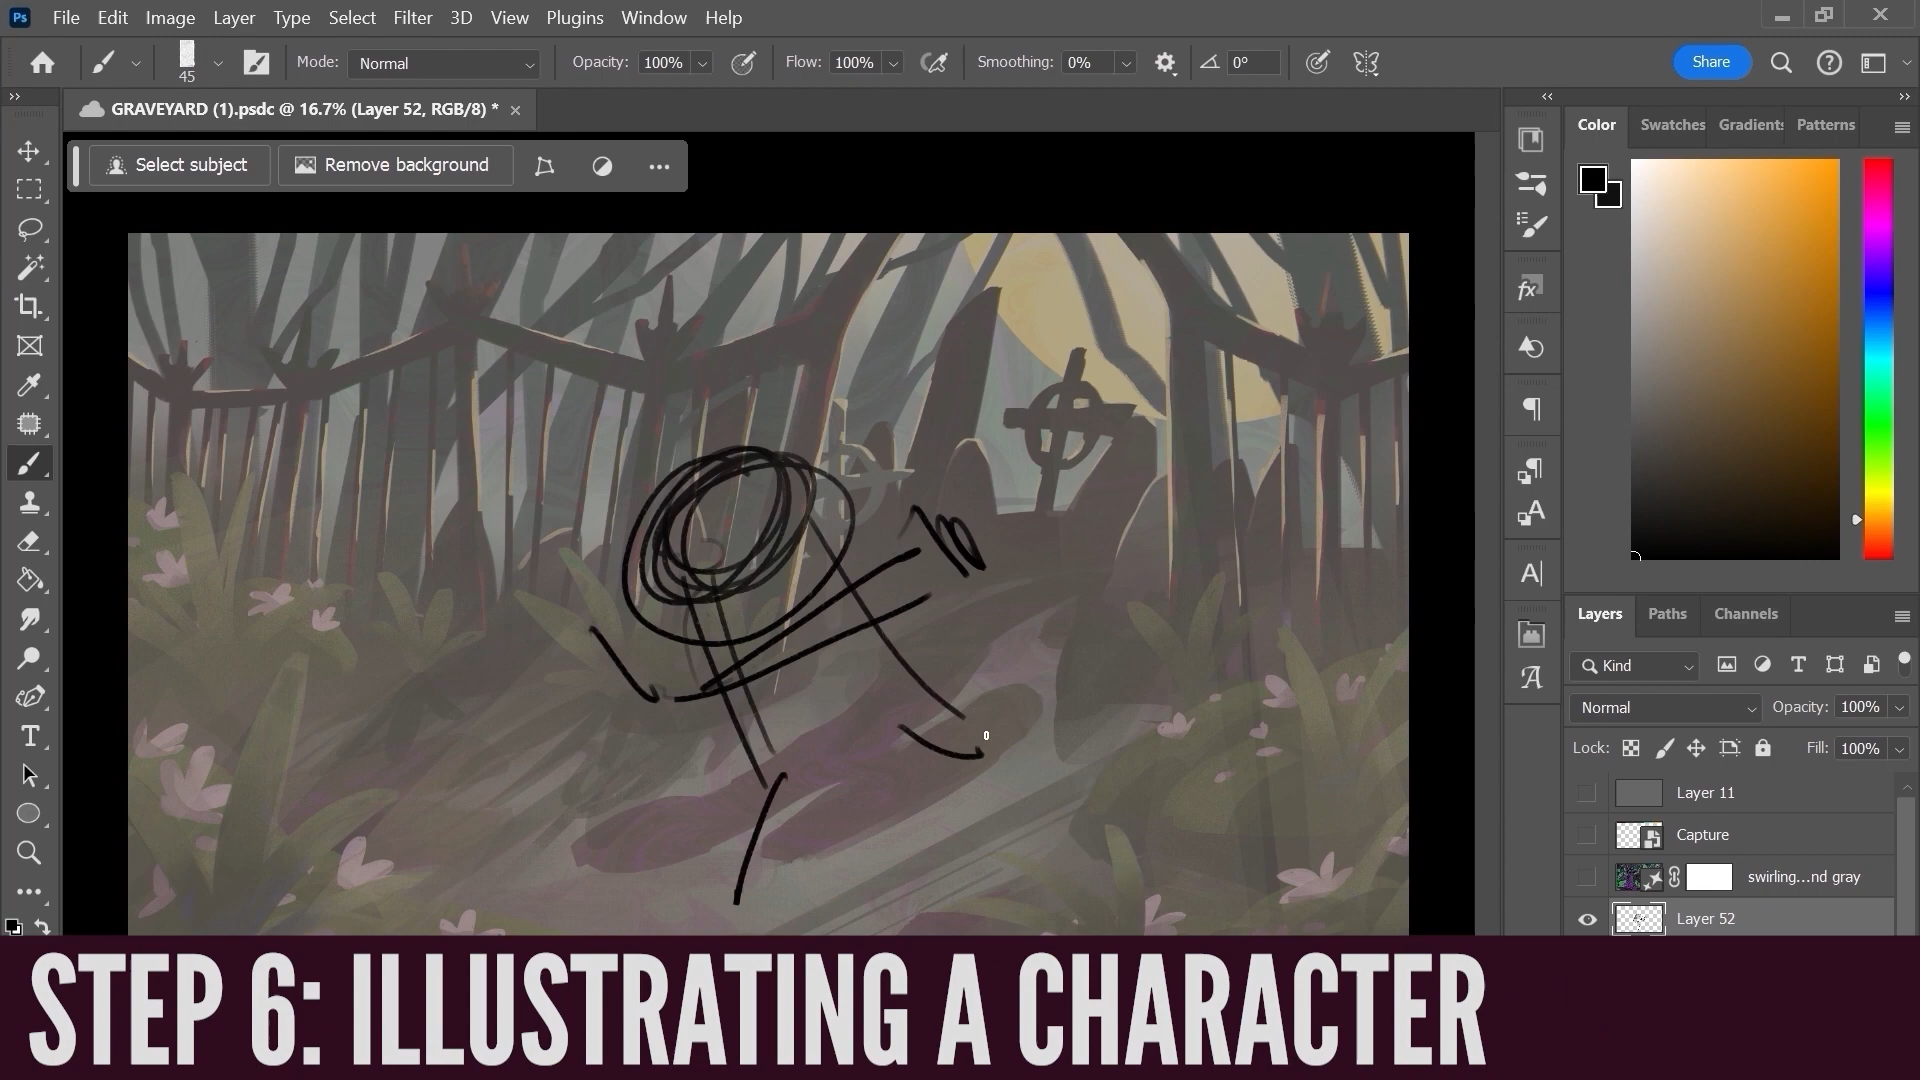 Ps File Edit Image Layer Type Select Filter 3D View Plugins Window Help
45 Mode: Normal Opacity: 100% Flow: 100% Smoothing: 0% 0° Share
GRAVEYARD (1).psdc @ 16.7% (Layer 52, RGB/8) *
Color Swatches Gradients Patterns
Select subject Remove background
Layers Paths Channels
Kind
Normal Opacity: 100%
Lock: Fill: 100%
Layer 11
Capture
swirling...nd gray
Layer 52
STEP 6: ILLUSTRATING A CHARACTER